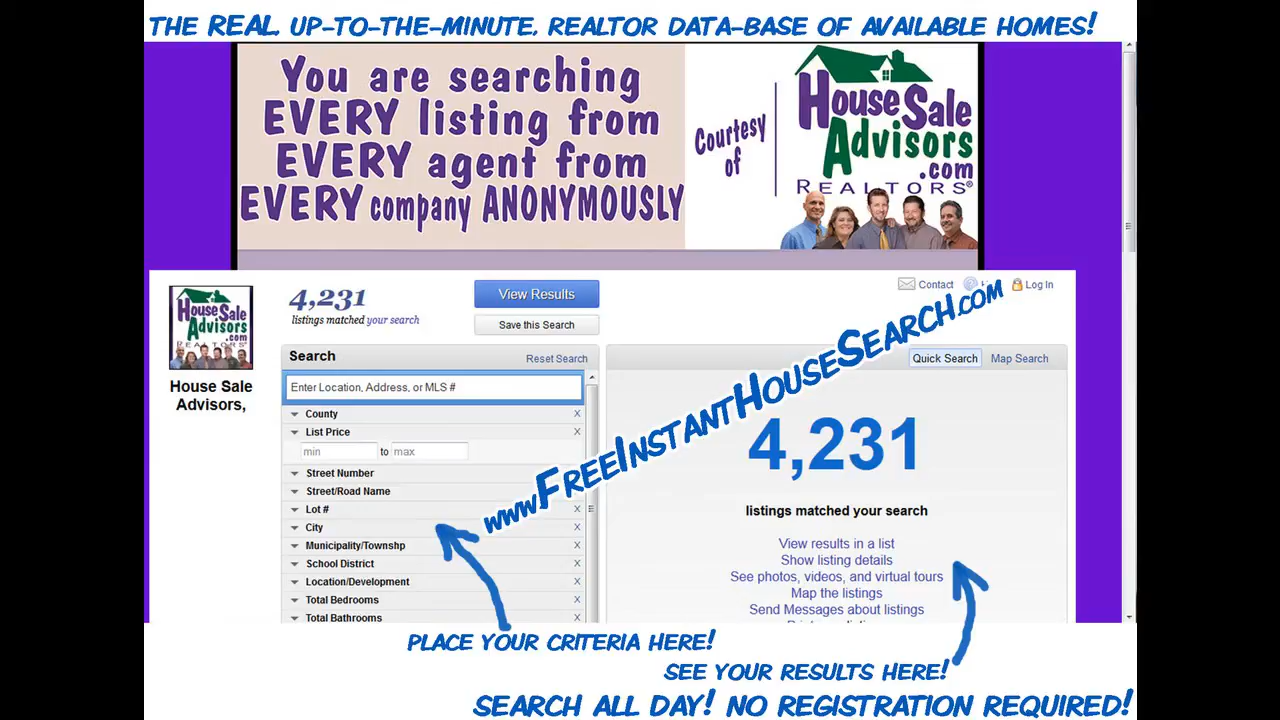 THE REAL, UP-TO-THE-MINUTE, REALTOR DATA-BASE OF AVAILABLE HOMES!
You are searching
EVERY listing from
EVERY agent from
EVERY company ANONYMOUSLY
Courtesy
of
HouseSale
Advisors
.com
REALTORS®
4,231
listings matched your search
View Results
Save this Search
Contact
Log In
House Sale
Advisors
.com
REALTORS
House Sale
Advisors,
Search
Reset Search
Enter Location, Address, or MLS #
County X
List Price X
min to max
Street Number
Street/Road Name
Lot # X
City X
Municipality/Townshp X
School District X
Location/Development X
Total Bedrooms X
Total Bathrooms X
www.FreeInstantHouseSearch.com
Quick Search
Map Search
4,231
listings matched your search
View results in a list
Show listing details
See photos, videos, and virtual tours
Map the listings
Send Messages about listings
PLACE YOUR CRITERIA HERE!
SEE YOUR RESULTS HERE!
SEARCH ALL DAY! NO REGISTRATION REQUIRED!